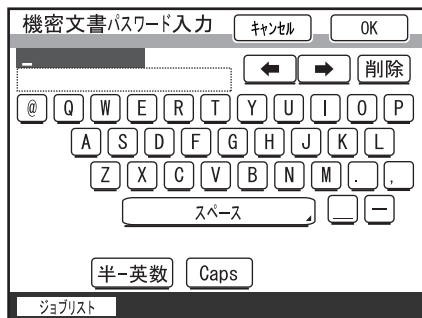 機密文書パスワード入力 キャンセル OK
_
← → 削除
@ Q W E R T Y U I O P
A S D F G H J K L
Z X C V B N M . ,
スペース _ ー
半-英数 Caps
ジョブリスト